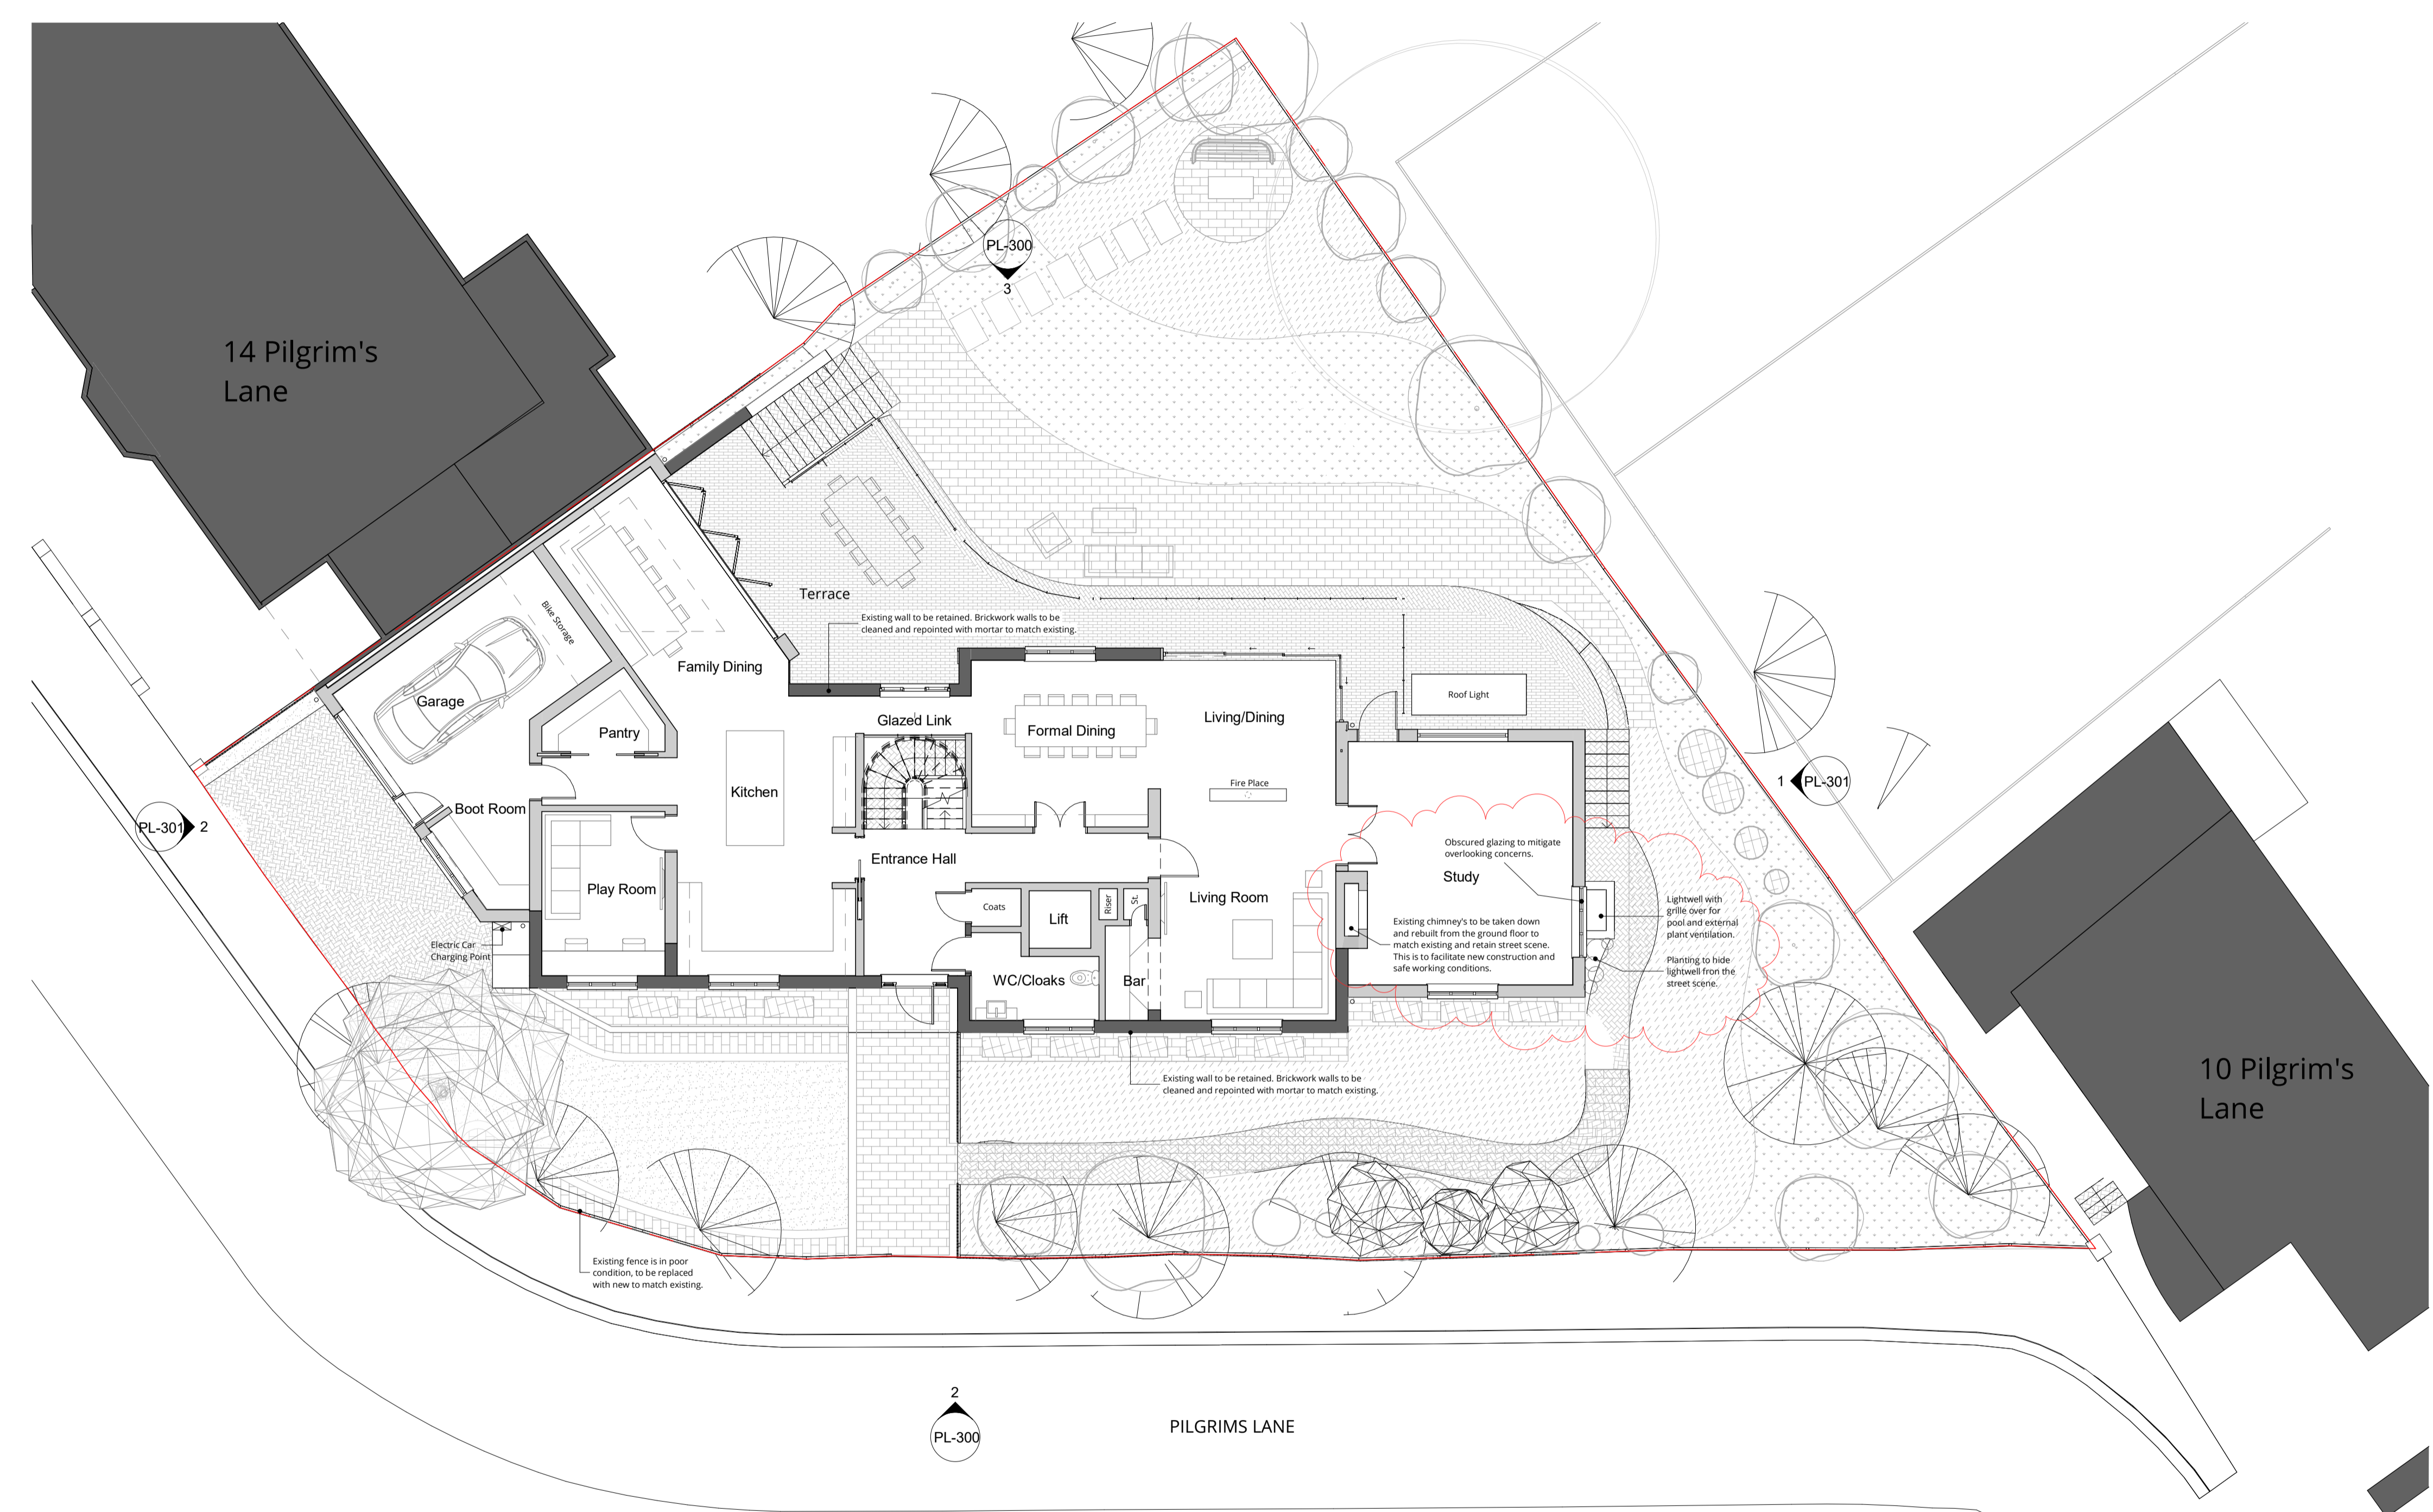 PL-300
3
14 Pilgrim's
Lane
Terrace
Existing wall to be retained. Brickwork walls to be
cleaned and repointed with mortar to match existing.
Bike Storage
Family Dining
Garage
Pantry
Glazed Link
Formal Dining
Living/Dining
Roof Light
Fire Place
Kitchen
Boot Room
PL-301
2
1
PL-301
Entrance Hall
Play Room
Obscured glazing to mitigate
overlooking concerns.
Study
Coats
Lift
Riser
St.
Living Room
Lightwell with
grille over for
pool and external
plant ventilation.
Existing chimney's to be taken down
and rebuilt from the ground floor to
match existing and retain street scene.
This is to facilitate new construction and
safe working conditions.
Electric Car
Charging Point
WC/Cloaks
Bar
Planting to hide
lightwell fron the
street scene.
Existing wall to be retained. Brickwork walls to be
cleaned and repointed with mortar to match existing.
10 Pilgrim's
Lane
Existing fence is in poor
condition, to be replaced
with new to match existing.
2
PL-300
PILGRIMS LANE